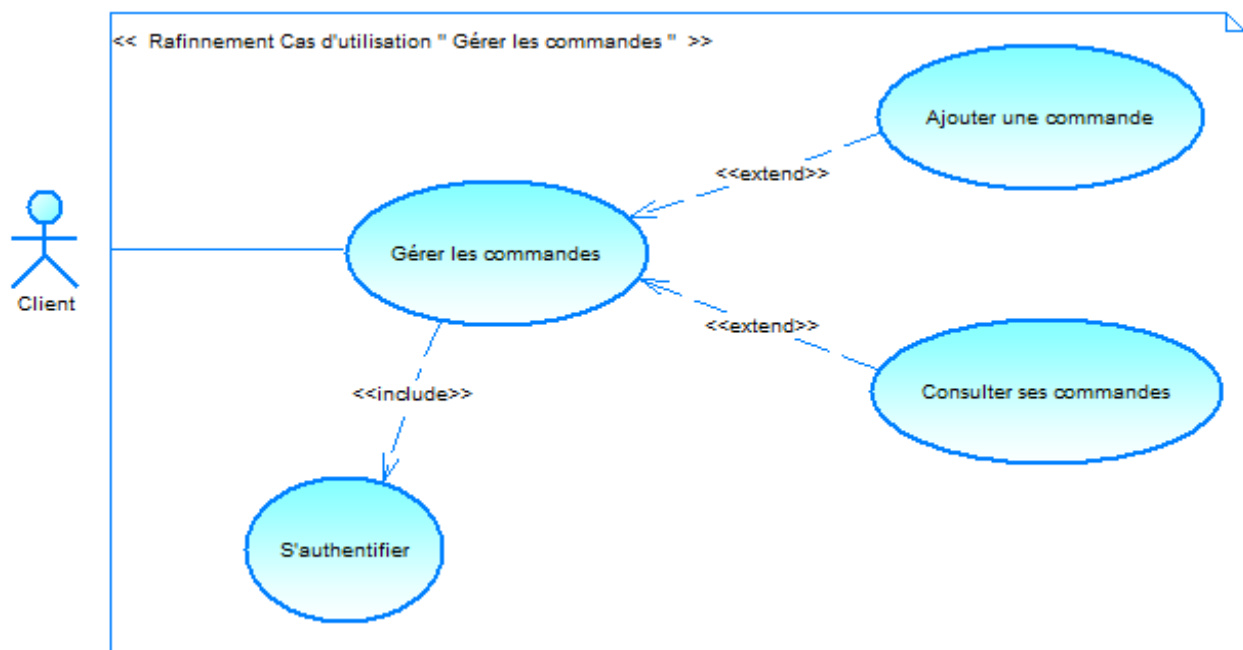 <<  Rafinnement Cas d'utilisation " Gérer les commandes "  >>
Ajouter une commande
<<extend>>
Gérer les commandes
Client
<<extend>>
Consulter ses commandes
<<include>>
S'authentifier